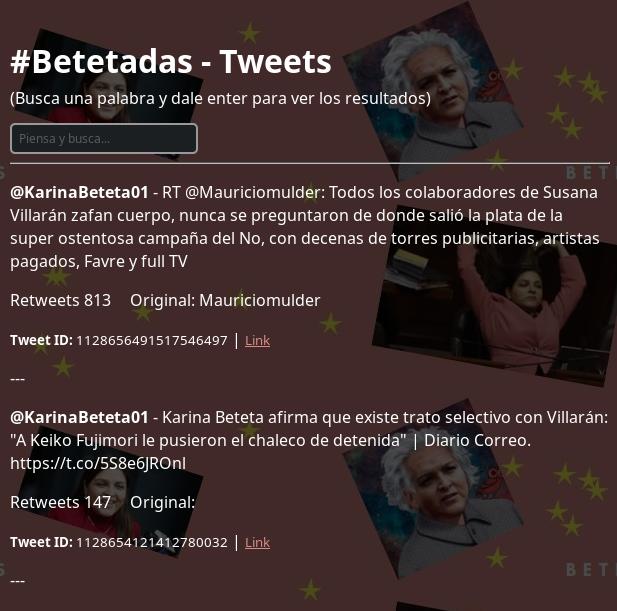 #Betetadas - Tweets
(Busca una palabra y dale enter para ver los resultados)
Piensa y busca...
@KarinaBeteta01 - RT @Mauriciomulder: Todos los colaboradores de Susana
Villarán zafan cuerpo, nunca se preguntaron de donde salió la plata de la
super ostentosa campaña del No, con decenas de torres publicitarias, artistas
pagados, Favre y full TV
Retweets 813 Original: Mauriciomulder
Tweet ID: 1128656491517546497 | Link
---
@KarinaBeteta01 - Karina Beteta afirma que existe trato selectivo con Villarán:
"A Keiko Fujimori le pusieron el chaleco de detenida" | Diario Correo.
https://t.co/5S8e6JROnl
Retweets 147 Original:
Tweet ID: 1128654121412780032 | Link
---